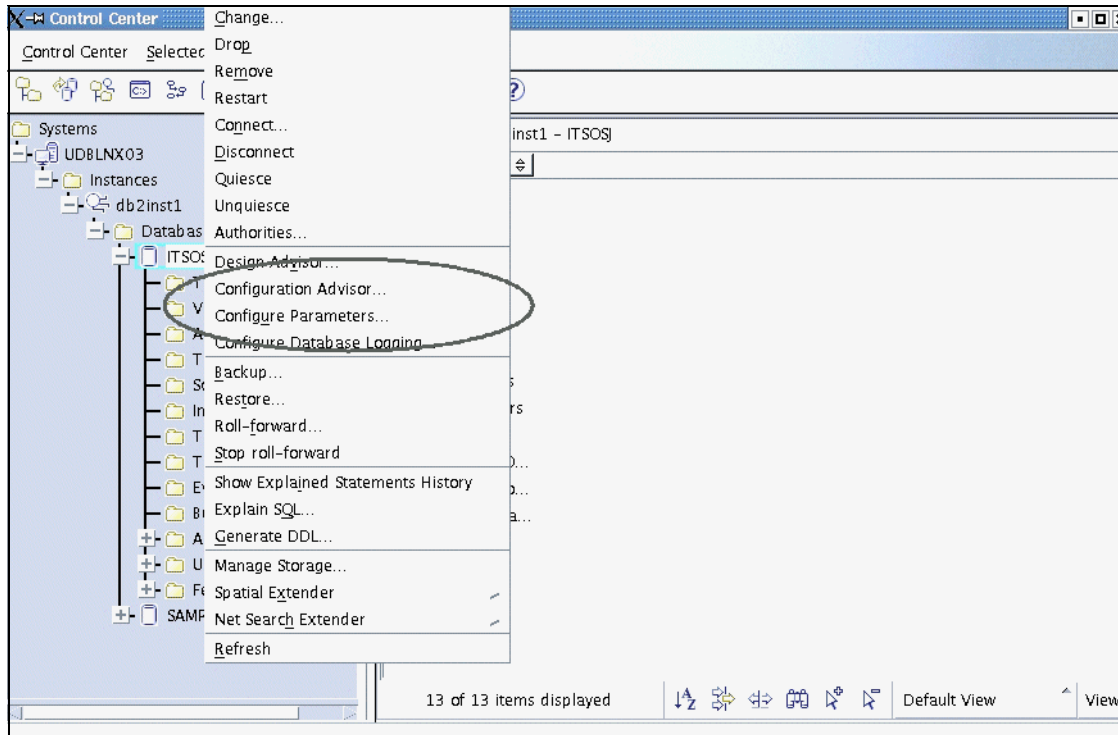 Control Center
Control Center Selected
Systems
UDBLNX03
Instances
db2inst1
SAMP
Change...
Drop
Remove
Restart
Connect...
Disconnect
Quiesce
Unquiesce
Authorities...
Design Advisor...
Configuration Advisor...
Configure Parameters...
Configure Database Logging
Backup...
Restore...
Roll-forward...
Stop roll-forward
Show Explained Statements History
Explain SQL...
Generate DDL...
Manage Storage...
Spatial Extender
Net Search Extender
Refresh
inst1 - ITSOSJ
13 of 13 items displayed
Default View
View